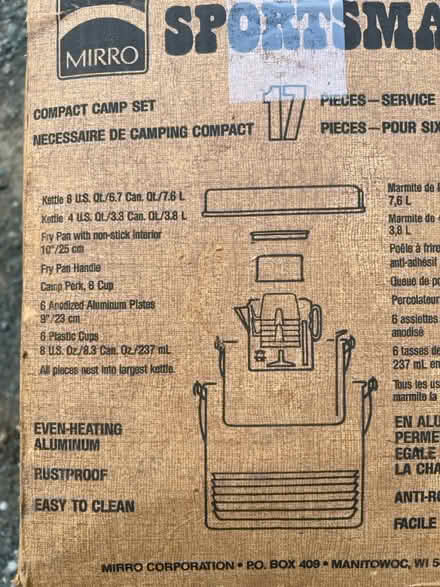 MIRRO
SPORTSMA
COMPACT CAMP SET
NECESSAIRE DE CAMPING COMPACT
17
PIECES—SERVICE
PIECES—POUR SIX
Kettle 8 U.S. Qt./6.7 Can. Qt./7.6 L
Kettle 4 U.S. Qt./3.3 Can. Qt./3.8 L
Fry Pan with non-stick interior
10"/25 cm
Fry Pan Handle
Camp Perk, 8 Cup
6 Anodized Aluminum Plates
9"/23 cm
6 Plastic Cups
8 U.S. Oz./8.3 Can. Oz./237 mL
All pieces nest into largest kettle.
Marmite de
7,6 L
Marmite de
3,8 L
Poêle à frire
anti-adhésif
Queue de po
Percolateur
6 assiettes
anodisé
6 tasses de
237 mL en
Tous les us
marmite la
EVEN-HEATING
ALUMINUM
RUSTPROOF
EASY TO CLEAN
EN ALU
PERME
EGALE
LA CHA
ANTI-RO
FACILE
MIRRO CORPORATION • P.O. BOX 409 • MANITOWOC, WI 5